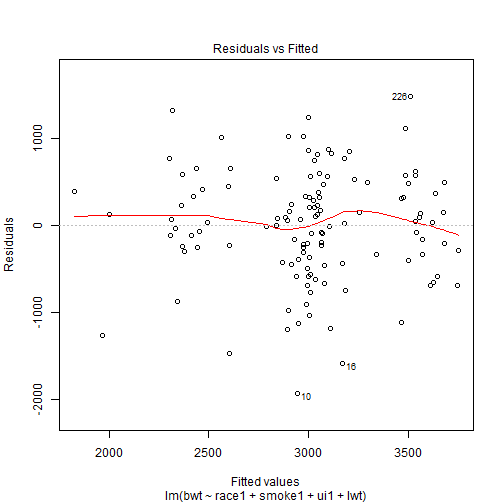 Residuals vs Fitted
Residuals
1000
0
-1000
-2000
226
16
10
2000 2500 3000 3500
Fitted values
lm(bwt ~ race1 + smoke1 + ui1 + lwt)